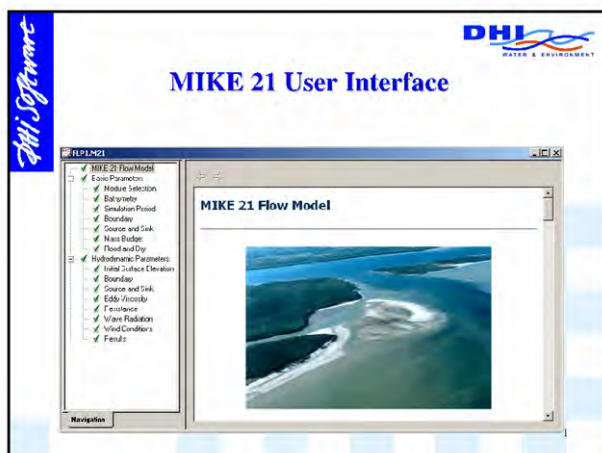 DHI Software
DHI
WATER & ENVIRONMENT
MIKE 21 User Interface
FLP1.M21
MIKE 21 Flow Model
Basic Parameters
Module Selection
Bathymetry
Simulation Period
Boundary
Source and Sink
Mass Budget
Flood and Dry
Hydrodynamic Parameters
Initial Surface Elevation
Boundary
Source and Sink
Eddy Viscosity
Resistance
Wave Radiation
Wind Conditions
Results
Navigation
MIKE 21 Flow Model
1